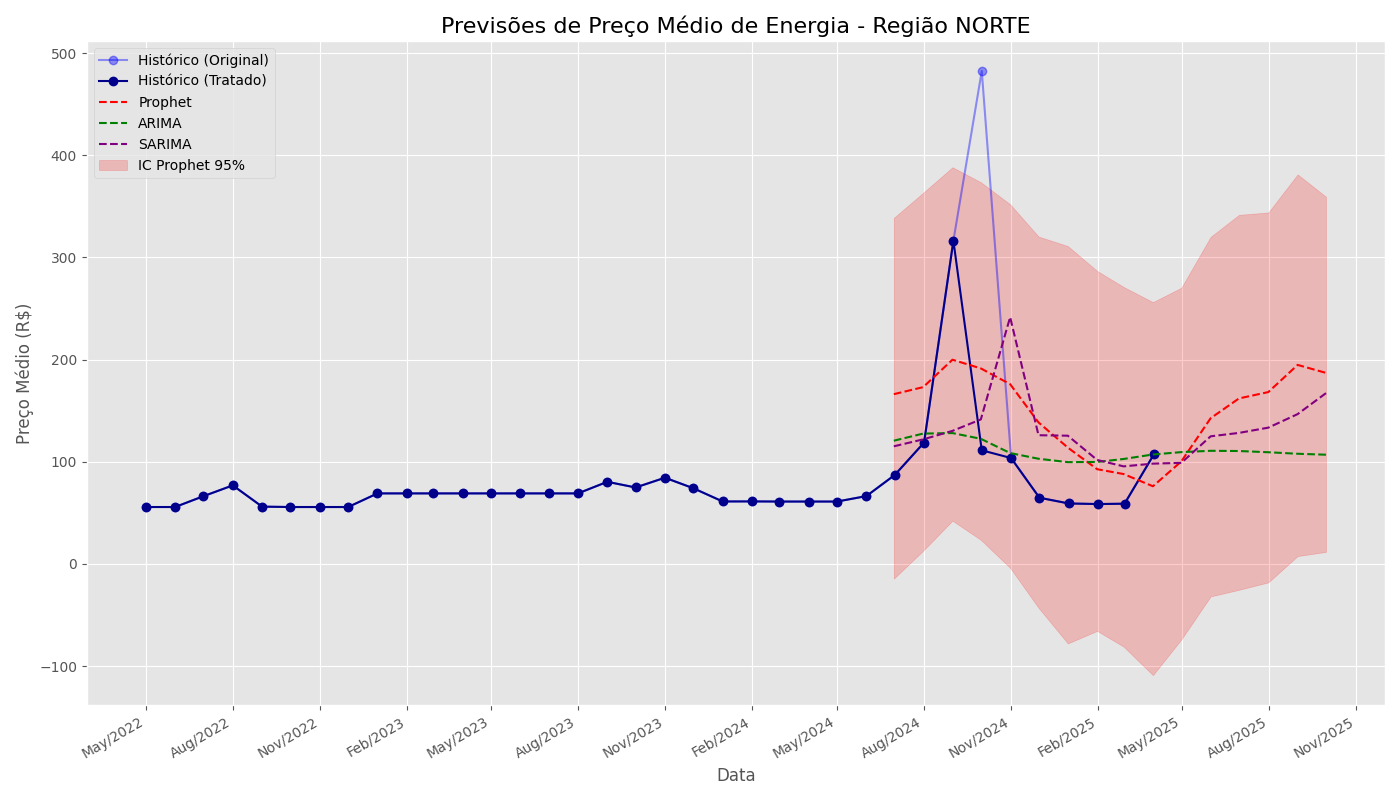 Previsões de Preço Médio de Energia - Região NORTE
Histórico (Original)
Histórico (Tratado)
Prophet
ARIMA
SARIMA
IC Prophet 95%
Preço Médio (R$)
500
400
300
200
100
0
−100
May/2022
Aug/2022
Nov/2022
Feb/2023
May/2023
Aug/2023
Nov/2023
Feb/2024
May/2024
Aug/2024
Nov/2024
Feb/2025
May/2025
Aug/2025
Nov/2025
Data